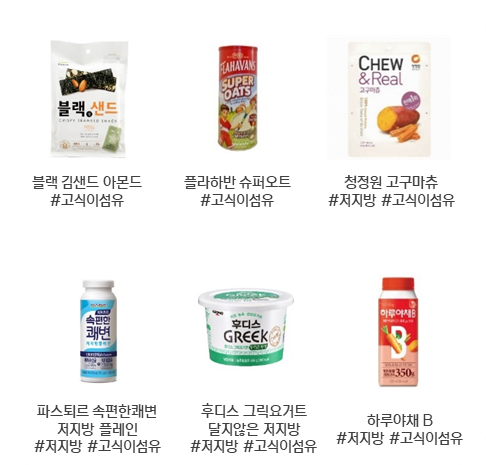 블랙샌드
CRISPY SEAWEED SNACK
FLAHAVAN'S
SUPER
OATS
CHEW
&Real
고구마츄
블랙 김샌드 아몬드
#고식이섬유
플라하반 슈퍼오트
#고식이섬유
청정원 고구마츄
#저지방 #고식이섬유
속편한
쾌변
후디스
GREEK
하루야채B
B
350g
파스퇴르 속편한쾌변
저지방 플레인
#저지방 #고식이섬유
후디스 그릭요거트
달지않은 저지방
#저지방 #고식이섬유
하루야채 B
#저지방 #고식이섬유